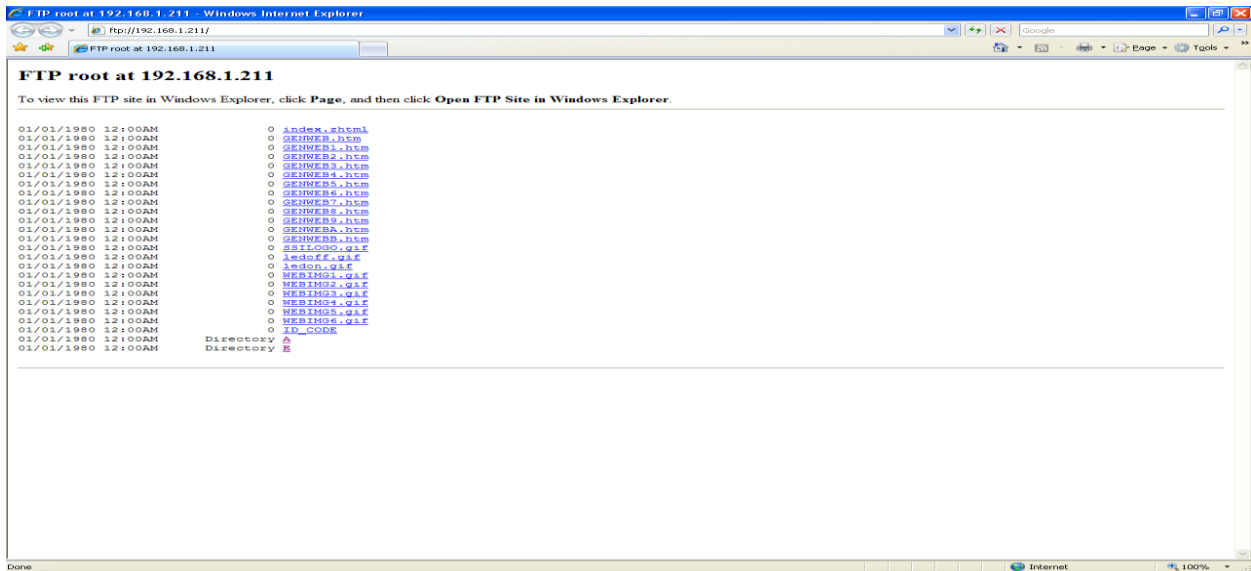 FTP root at 192.168.1.211 - Windows Internet Explorer
ftp://192.168.1.211/
Google
FTP root at 192.168.1.211
Page Tools
FTP root at 192.168.1.211
To view this FTP site in Windows Explorer, click Page, and then click Open FTP Site in Windows Explorer.
01/01/1980 12:00AM 0 index.zhtml
01/01/1980 12:00AM 0 GENWEB.htm
01/01/1980 12:00AM 0 GENWEB1.htm
01/01/1980 12:00AM 0 GENWEB2.htm
01/01/1980 12:00AM 0 GENWEB3.htm
01/01/1980 12:00AM 0 GENWEB4.htm
01/01/1980 12:00AM 0 GENWEB5.htm
01/01/1980 12:00AM 0 GENWEB6.htm
01/01/1980 12:00AM 0 GENWEB7.htm
01/01/1980 12:00AM 0 GENWEB8.htm
01/01/1980 12:00AM 0 GENWEB9.htm
01/01/1980 12:00AM 0 GENWEBA.htm
01/01/1980 12:00AM 0 GENWEBB.htm
01/01/1980 12:00AM 0 SSILOGO.gif
01/01/1980 12:00AM 0 ledoff.gif
01/01/1980 12:00AM 0 ledon.gif
01/01/1980 12:00AM 0 WEBIMG1.gif
01/01/1980 12:00AM 0 WEBIMG2.gif
01/01/1980 12:00AM 0 WEBIMG3.gif
01/01/1980 12:00AM 0 WEBIMG4.gif
01/01/1980 12:00AM 0 WEBIMG5.gif
01/01/1980 12:00AM 0 WEBIMG6.gif
01/01/1980 12:00AM 0 ID_CODE
01/01/1980 12:00AM Directory A
01/01/1980 12:00AM Directory
Done Internet 100%